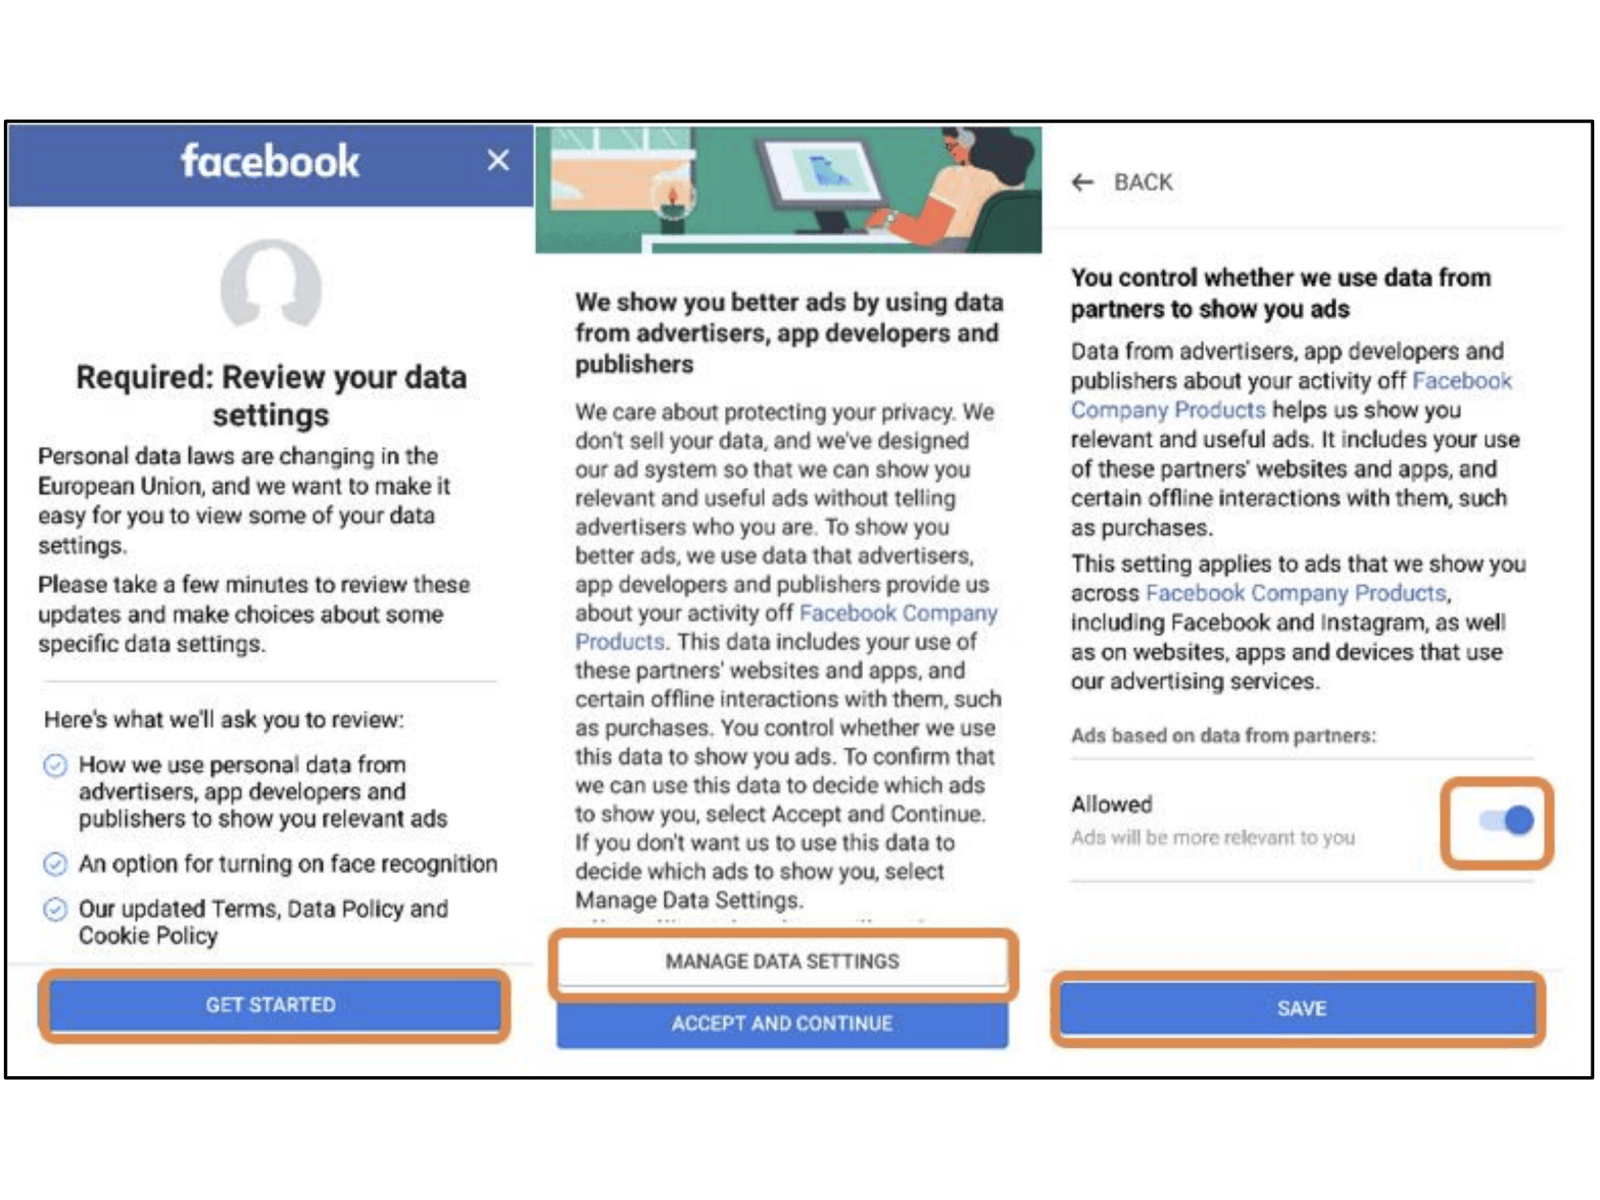 facebook
Required: Review your data
settings
Personal data laws are changing in the
European Union, and we want to make it
easy for you to view some of your data
settings.
Please take a few minutes to review these
updates and make choices about some
specific data settings.
Here's what we'll ask you to review:
How we use personal data from
advertisers, app developers and
publishers to show you relevant ads
An option for turning on face recognition
Our updated Terms, Data Policy and
Cookie Policy
GET STARTED
We show you better ads by using data
from advertisers, app developers and
publishers
We care about protecting your privacy. We
don't sell your data, and we've designed
our ad system so that we can show you
relevant and useful ads without telling
advertisers who you are. To show you
better ads, we use data that advertisers,
app developers and publishers provide us
about your activity off Facebook Company
Products. This data includes your use of
these partners' websites and apps, and
certain offline interactions with them, such
as purchases. You control whether we use
this data to show you ads. To confirm that
we can use this data to decide which ads
to show you, select Accept and Continue.
If you don't want us to use this data to
decide which ads to show you, select
Manage Data Settings.
MANAGE DATA SETTINGS
ACCEPT AND CONTINUE
BACK
You control whether we use data from
partners to show you ads
Data from advertisers, app developers and
publishers about your activity off Facebook
Company Products helps us show you
relevant and useful ads. It includes your use
of these partners' websites and apps, and
certain offline interactions with them, such
as purchases.
This setting applies to ads that we show you
across Facebook Company Products,
including Facebook and Instagram, as well
as on websites, apps and devices that use
our advertising services.
Ads based on data from partners:
Allowed
Ads will be more relevant to you
SAVE